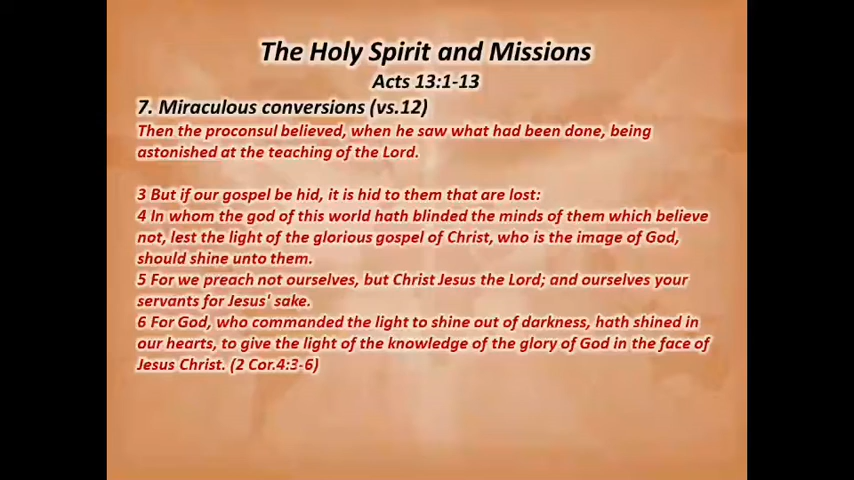 The Holy Spirit and Missions
Acts 13:1-13
7. Miraculous conversions (vs.12)
Then the proconsul believed, when he saw what had been done, being
astonished at the teaching of the Lord.
3 But if our gospel be hid, it is hid to them that are lost:
4 In whom the god of this world hath blinded the minds of them which believe
not, lest the light of the glorious gospel of Christ, who is the image of God,
should shine unto them.
5 For we preach not ourselves, but Christ Jesus the Lord; and ourselves your
servants for Jesus' sake.
6 For God, who commanded the light to shine out of darkness, hath shined in
our hearts, to give the light of the knowledge of the glory of God in the face of
Jesus Christ. (2 Cor.4:3-6)